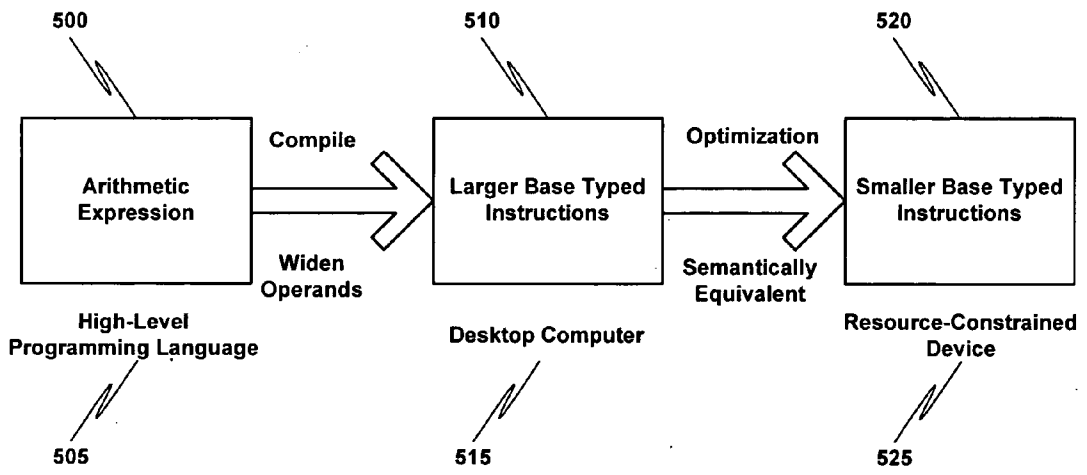 500
510
520
Compile
Optimization
Arithmetic
Expression
Larger Base Typed
Instructions
Smaller Base Typed
Instructions
Widen
Operands
Semantically
Equivalent
High-Level
Programming Language
Desktop Computer
Resource-Constrained
Device
505
515
525